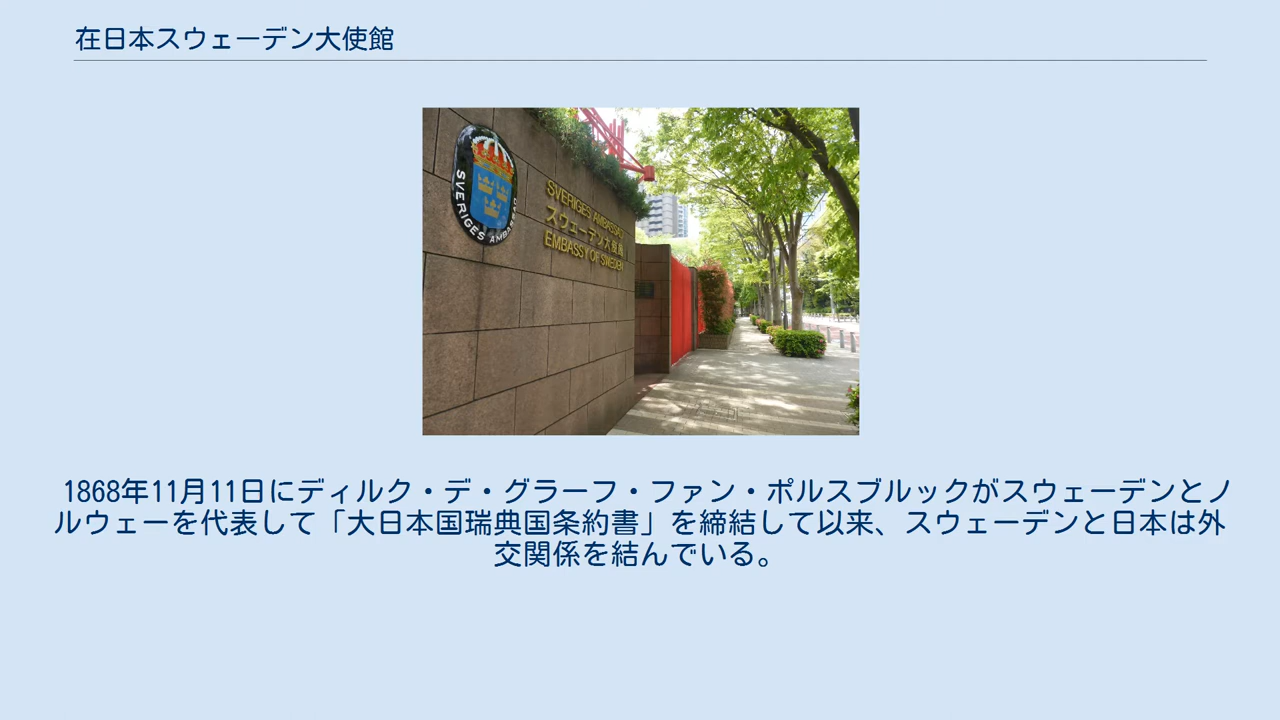 在日本スウェーデン大使館
SVERIGES AMBASSAD
SVERIGES AMBASSAD
スウェーデン大使館
EMBASSY OF SWEDEN
1868年11月11日にディルク・デ・グラーフ・ファン・ポルスブルックがスウェーデンとノ
ルウェーを代表して「大日本国瑞典国条約書」を締結して以来、スウェーデンと日本は外
交関係を結んでいる。